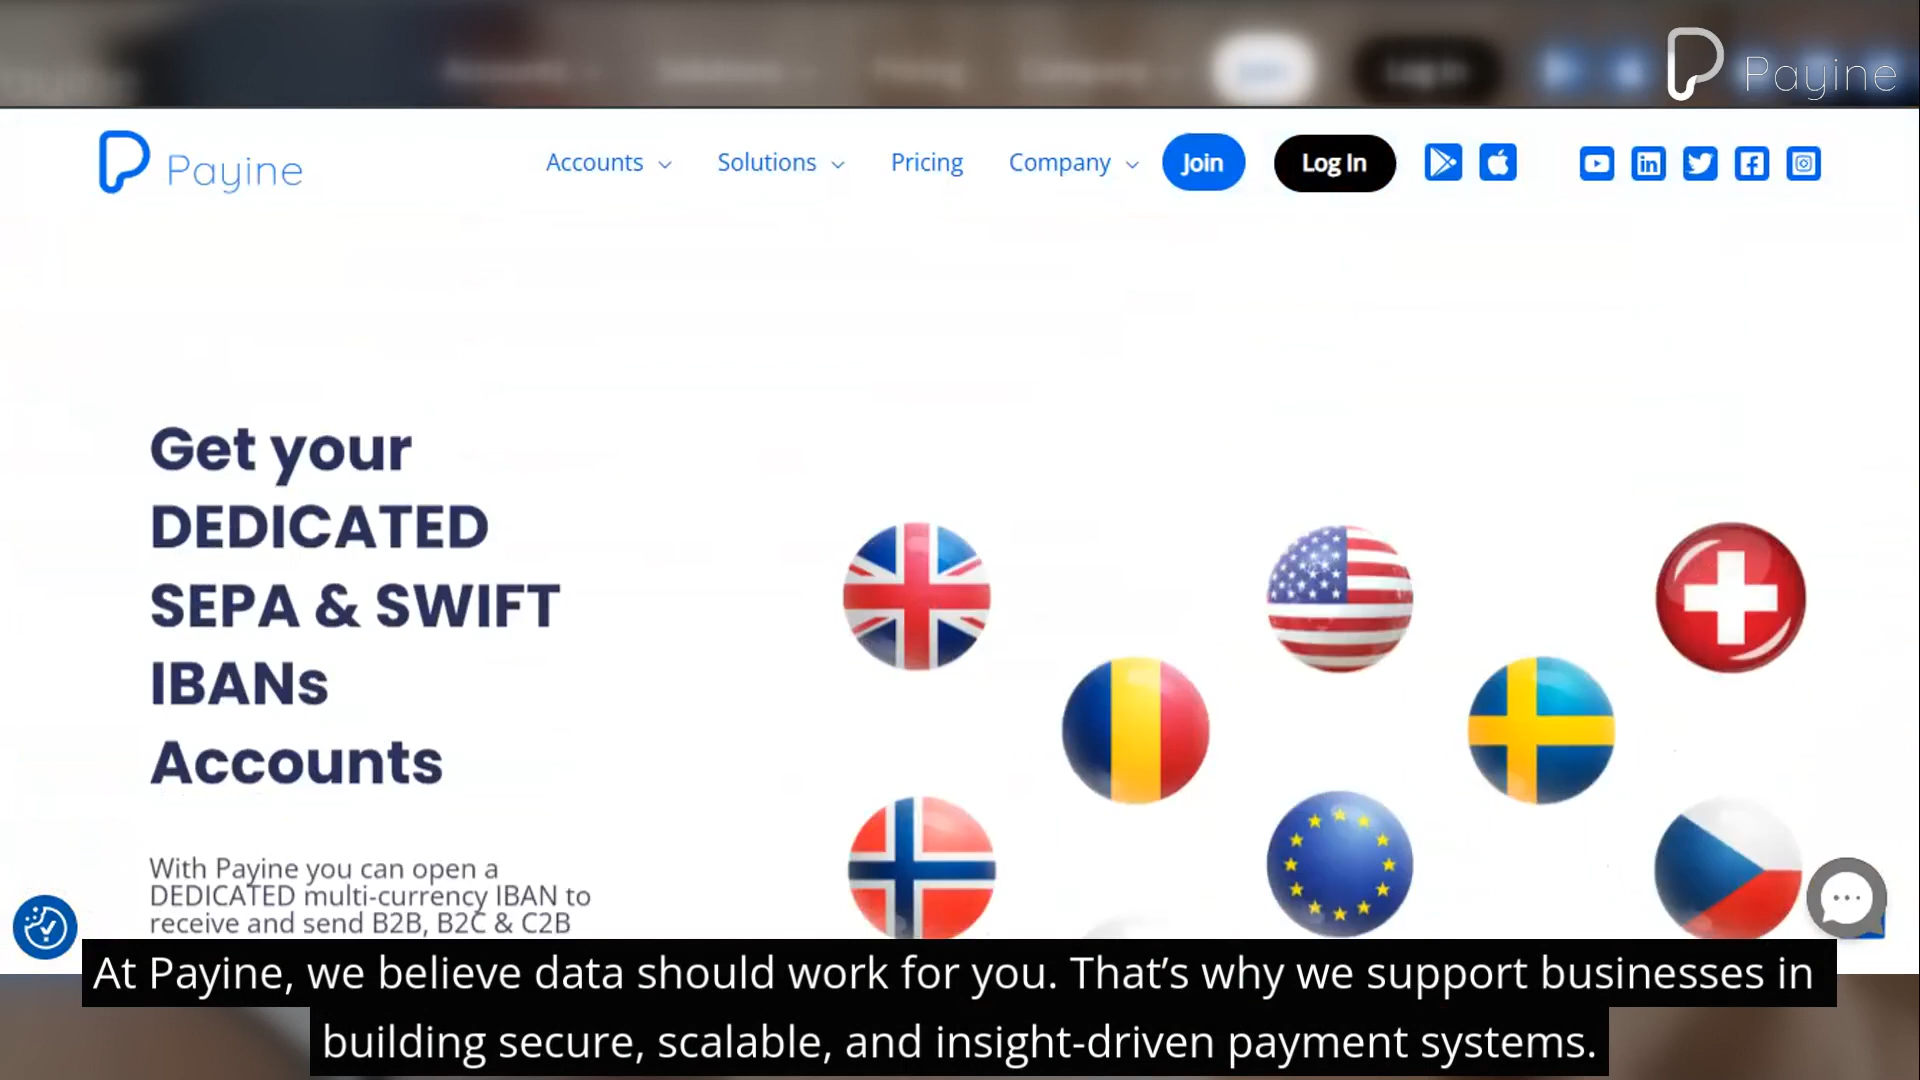 Payine
Payine
Accounts
Solutions
Pricing
Company
Join
Log In
Get your
DEDICATED
SEPA & SWIFT
IBANs
Accounts
With Payine you can open a
DEDICATED multi-currency IBAN to
receive and send B2B, B2C & C2B
At Payine, we believe data should work for you. That’s why we support businesses in
building secure, scalable, and insight-driven payment systems.